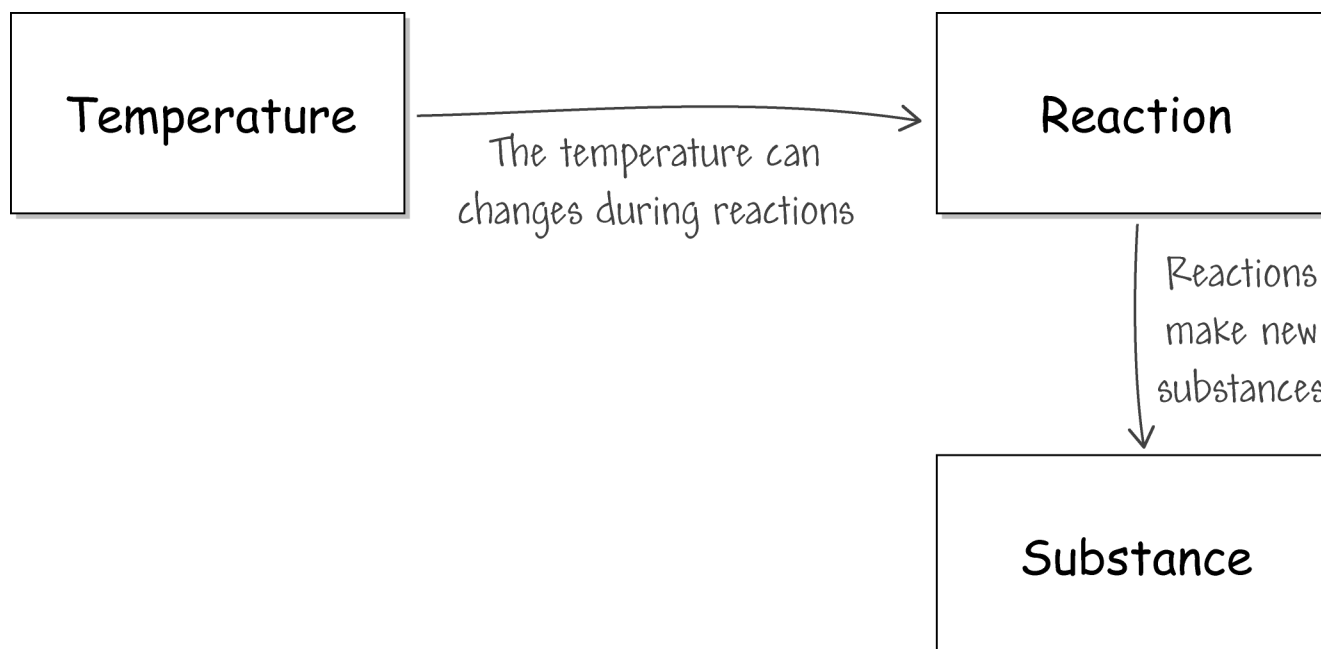 Temperature
Reaction
The temperature can
changes during reactions
Reactions
make new
substances
Substance